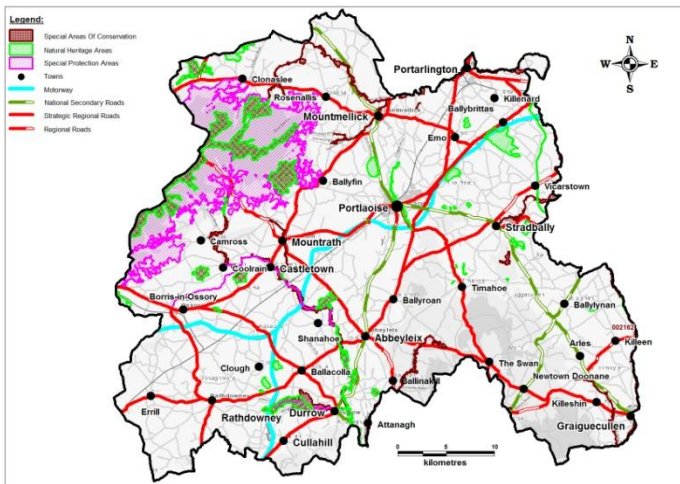 Legend:
Special Areas Of Conservation
Natural Heritage Areas
Special Protection Areas
Towns
Motorway
National Secondary Roads
Strategic Regional Roads
Regional Roads
N
W E
S
Portarlington
Clonaslee
Rosenallis
Killenard
Ballybrittas
Mountmellick
Emo
Ballyfin
Vicarstown
Portlaoise
Stradbally
Camross
Mountrath
Coolrain
Castletown
Timahoe
Borris-in-Ossory
Ballyroan
Ballylynan
002162
Shanahoe
Abbeyleix
Arles
Killeen
The Swan
Clough
Ballacolla
Ballinakill
Newtown Doonane
Errill
Rathdowney
Durrow
Killeshin
Attanagh
Graiguecullen
Cullahill
0 5 10
kilometres